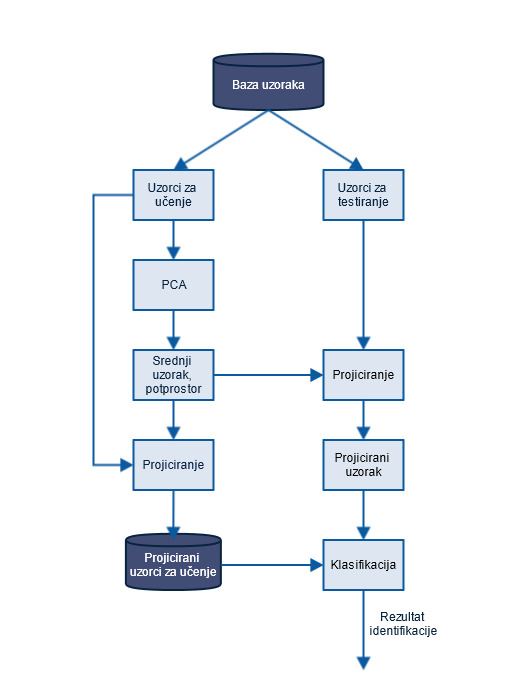 Baza uzoraka
Uzorci za
učenje
Uzorci za
testiranje
PCA
Srednji
uzorak,
potprostor
Projiciranje
Projiciranje
Projicirani
uzorak
Projicirani
uzorci za učenje
Klasifikacija
Rezultat
identifikacije